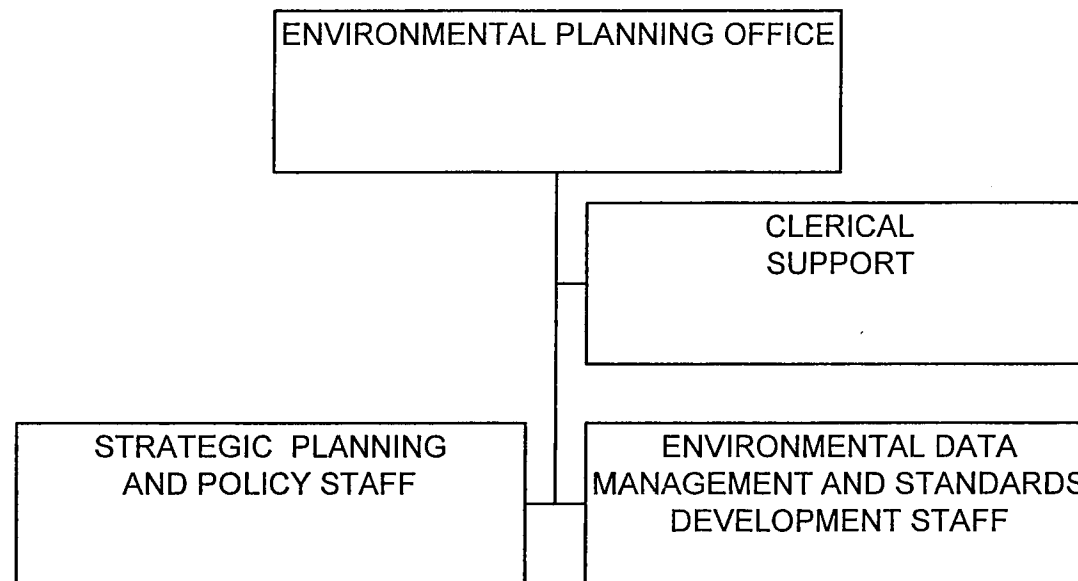 ENVIRONMENTAL PLANNING OFFICE
CLERICAL
SUPPORT
STRATEGIC PLANNING
AND POLICY STAFF
ENVIRONMENTAL DATA
MANAGEMENT AND STANDARDS
DEVELOPMENT STAFF